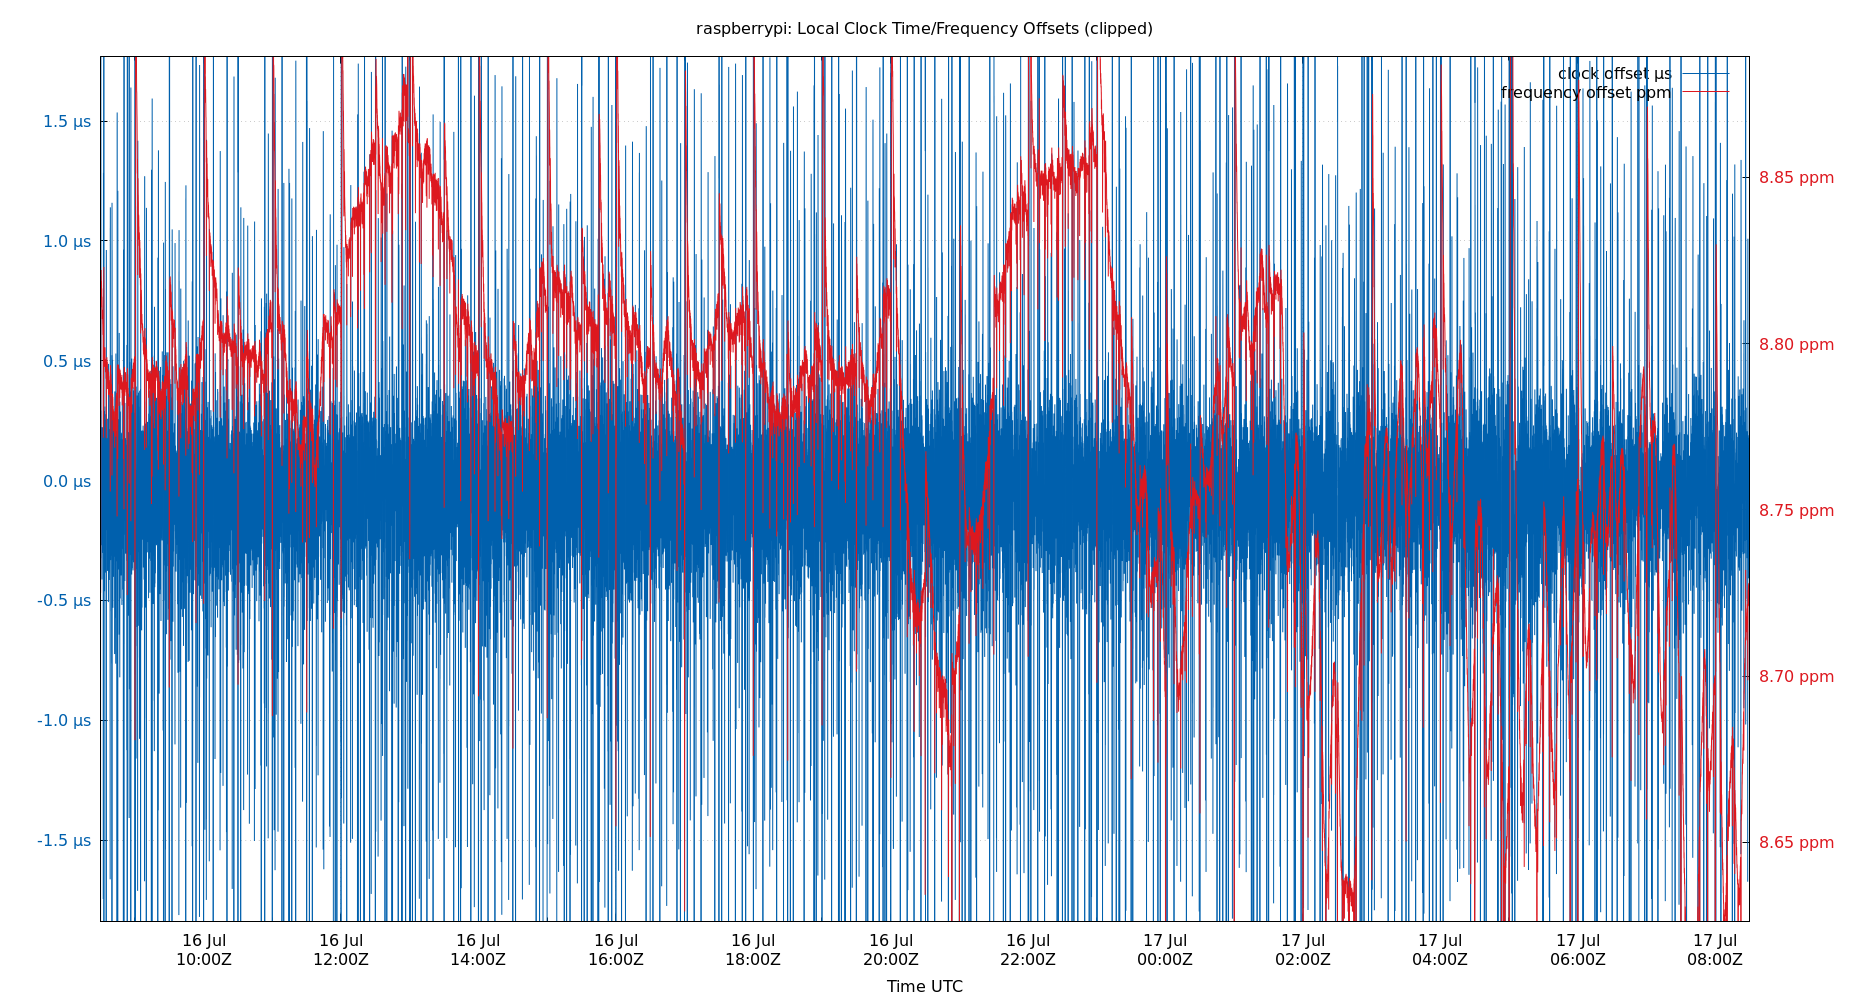 raspberrypi: Local Clock Time/Frequency Offsets (clipped)
clock offset µs
frequency offset ppm
1.5 µs
1.0 µs
0.5 µs
0.0 µs
-0.5 µs
-1.0 µs
-1.5 µs
8.85 ppm
8.80 ppm
8.75 ppm
8.70 ppm
8.65 ppm
16 Jul
10:00Z
16 Jul
12:00Z
16 Jul
14:00Z
16 Jul
16:00Z
16 Jul
18:00Z
16 Jul
20:00Z
16 Jul
22:00Z
17 Jul
00:00Z
17 Jul
02:00Z
17 Jul
04:00Z
17 Jul
06:00Z
17 Jul
08:00Z
Time UTC